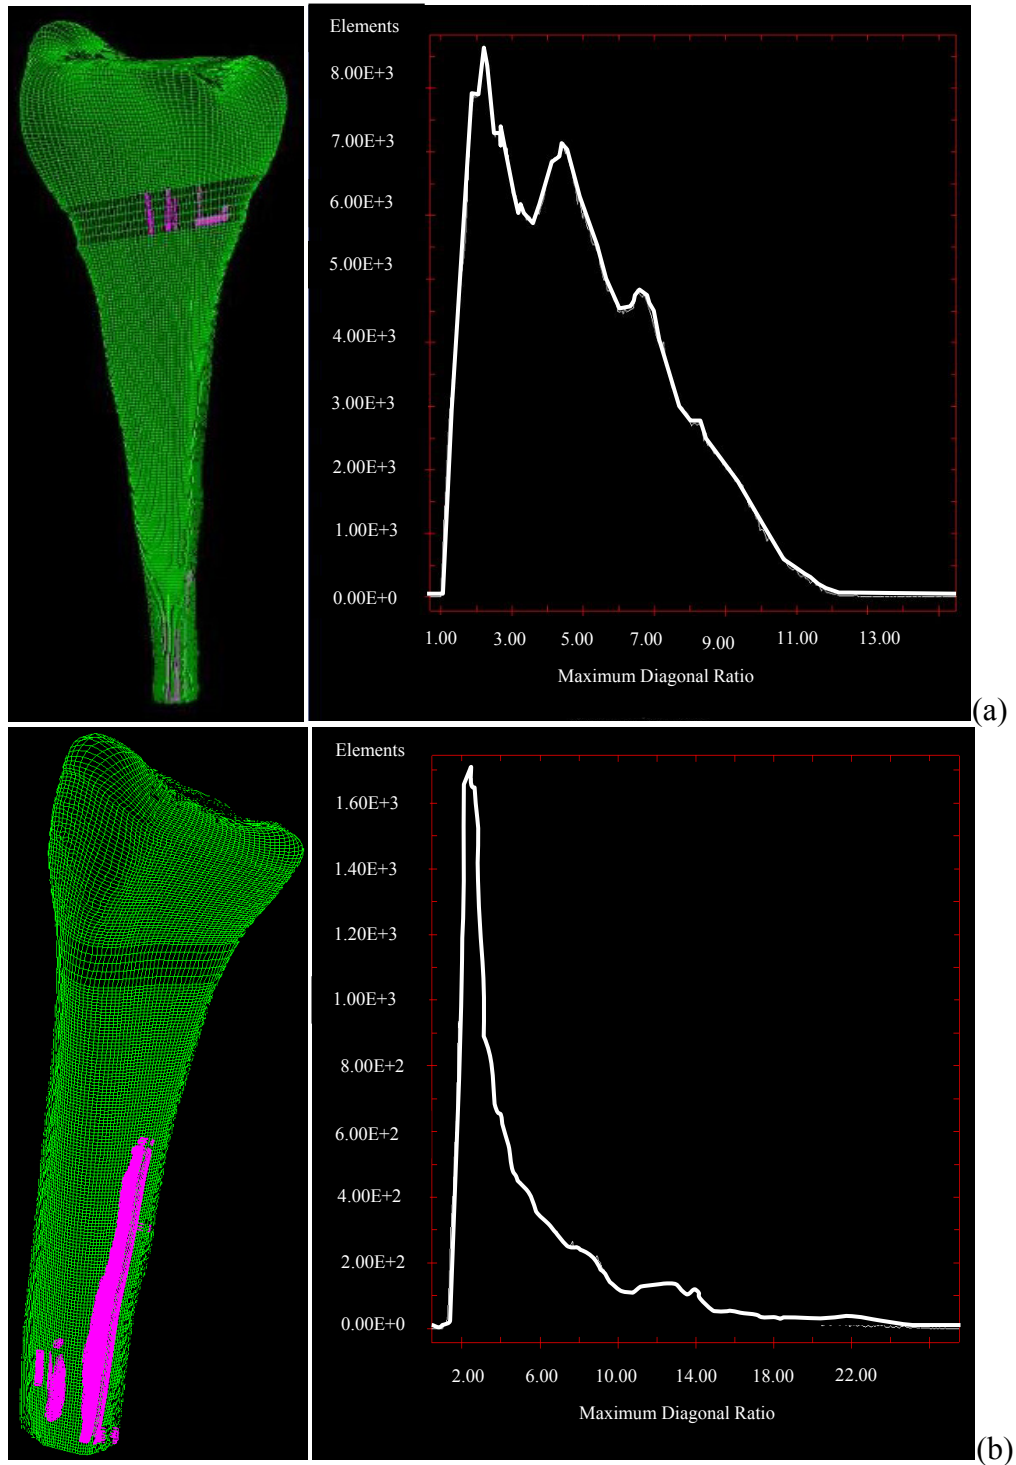 Elements
8.00E+3
7.00E+3
6.00E+3
5.00E+3
4.00E+3
3.00E+3
2.00E+3
1.00E+3
0.00E+0
1.00 3.00 5.00 7.00 9.00 11.00 13.00
Maximum Diagonal Ratio
(a)
Elements
1.60E+3
1.40E+3
1.20E+3
1.00E+3
8.00E+2
6.00E+2
4.00E+2
2.00E+2
0.00E+0
2.00 6.00 10.00 14.00 18.00 22.00
Maximum Diagonal Ratio
(b)